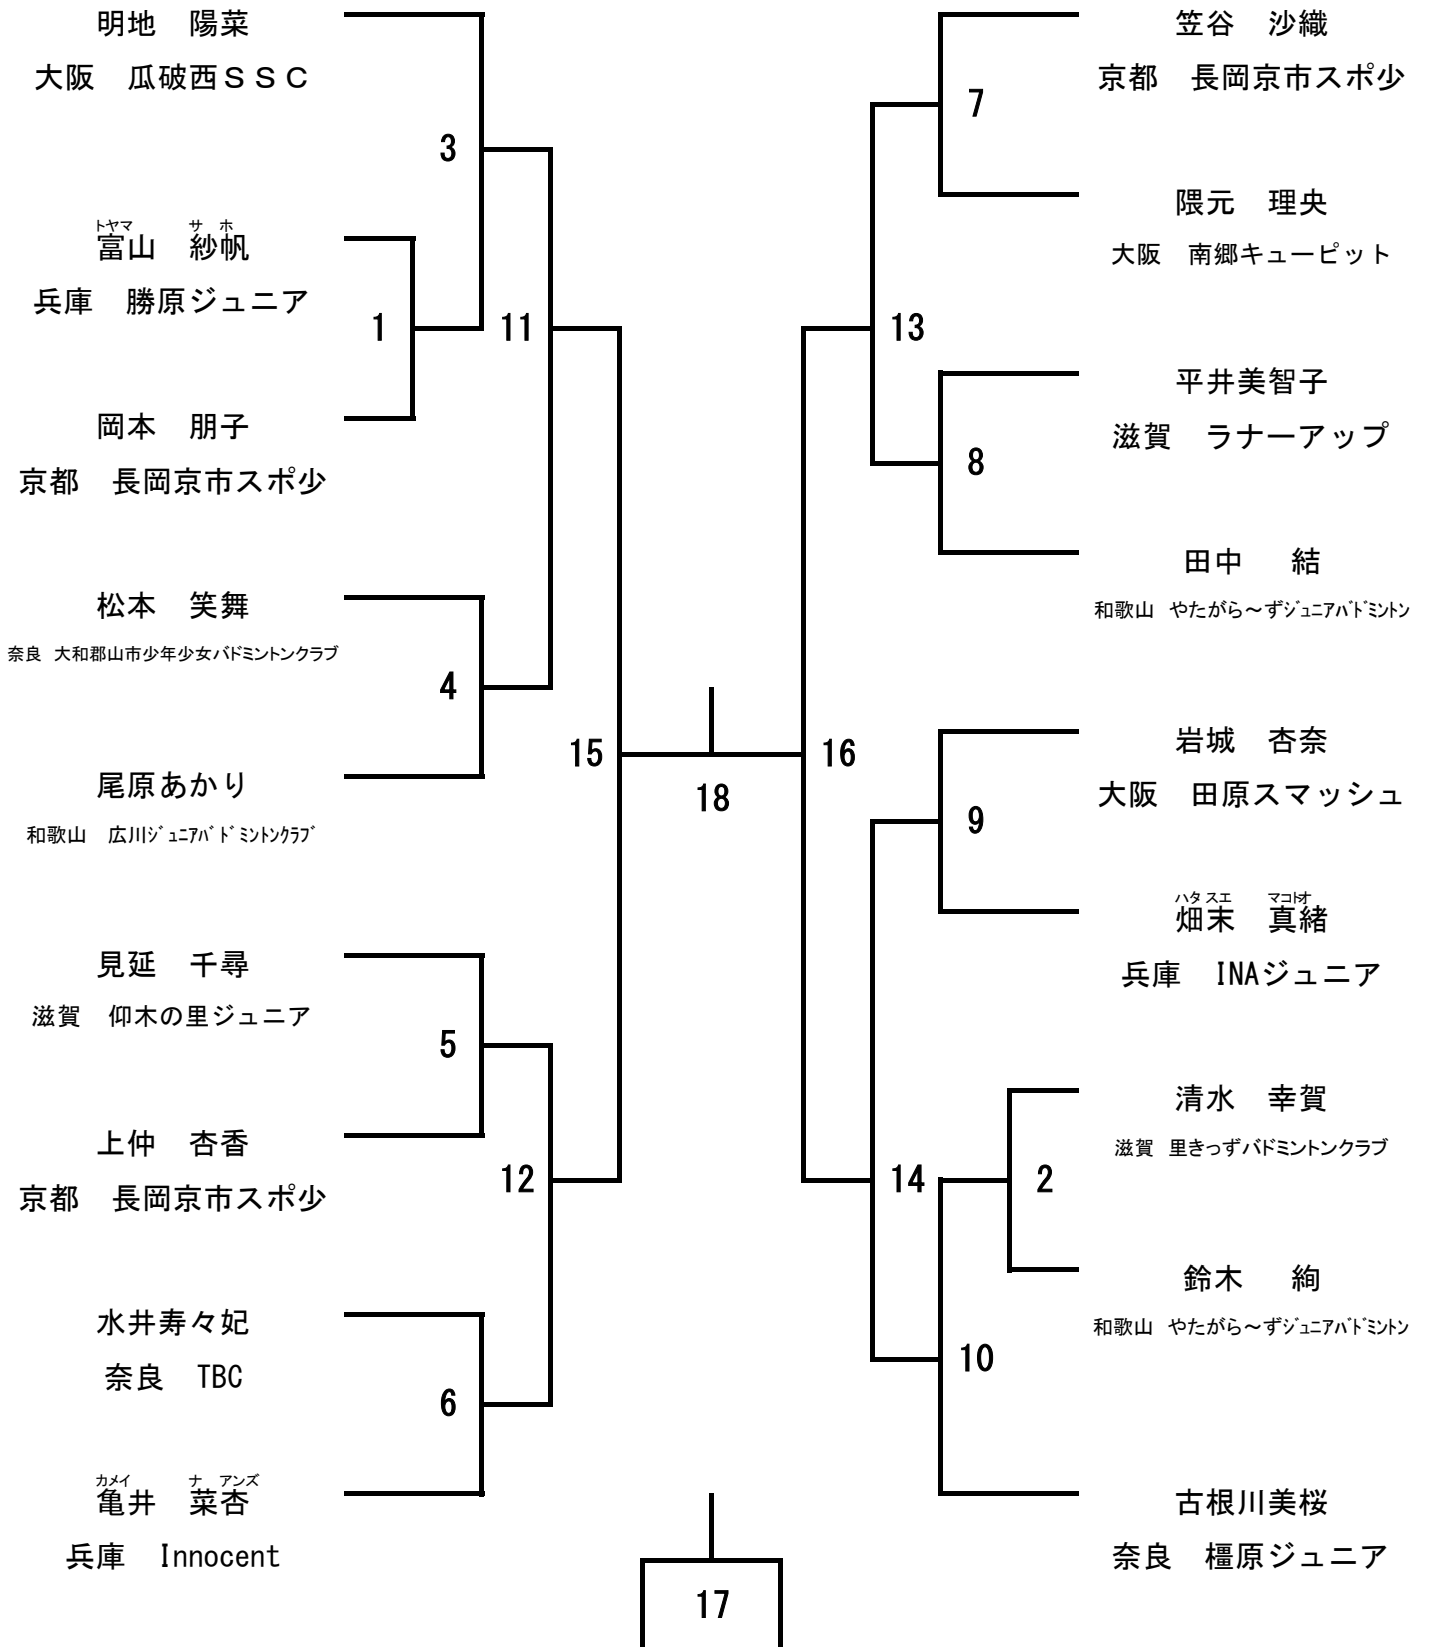 明地　陽菜
大阪　瓜破西ＳＳＣ
3
トヤマ　サ　ホ
富山　紗帆
兵庫　勝原ジュニア
1
11
岡本　朋子
京都　長岡京市スポ少
松本　笑舞
奈良　大和郡山市少年少女バドミントンクラブ
4
15
尾原あかり
和歌山　広川ｼﾞｭﾆｱﾊﾞﾄﾞﾐﾝﾄﾝｸﾗﾌﾞ
見延　千尋
滋賀　仰木の里ジュニア
5
上仲　杏香
京都　長岡京市スポ少
12
水井寿々妃
奈良　TBC
6
カメイ　ナ　アンズ
亀井　菜杏
兵庫　Innocent
18
17
笠谷　沙織
京都　長岡京市スポ少
7
隈元　理央
大阪　南郷キューピット
13
平井美智子
滋賀　ラナーアップ
8
田中　結
和歌山　やたがら～ずｼﾞｭﾆｱﾊﾞﾄﾞﾐﾝﾄﾝ
16
岩城　杏奈
大阪　田原スマッシュ
9
ハタ スエ　マコトオ
畑末　真緒
兵庫　INAジュニア
清水　幸賀
滋賀　里きっずバドミントンクラブ
14
2
鈴木　絢
和歌山　やたがら～ずｼﾞｭﾆｱﾊﾞﾄﾞﾐﾝﾄﾝ
10
古根川美桜
奈良　橿原ジュニア